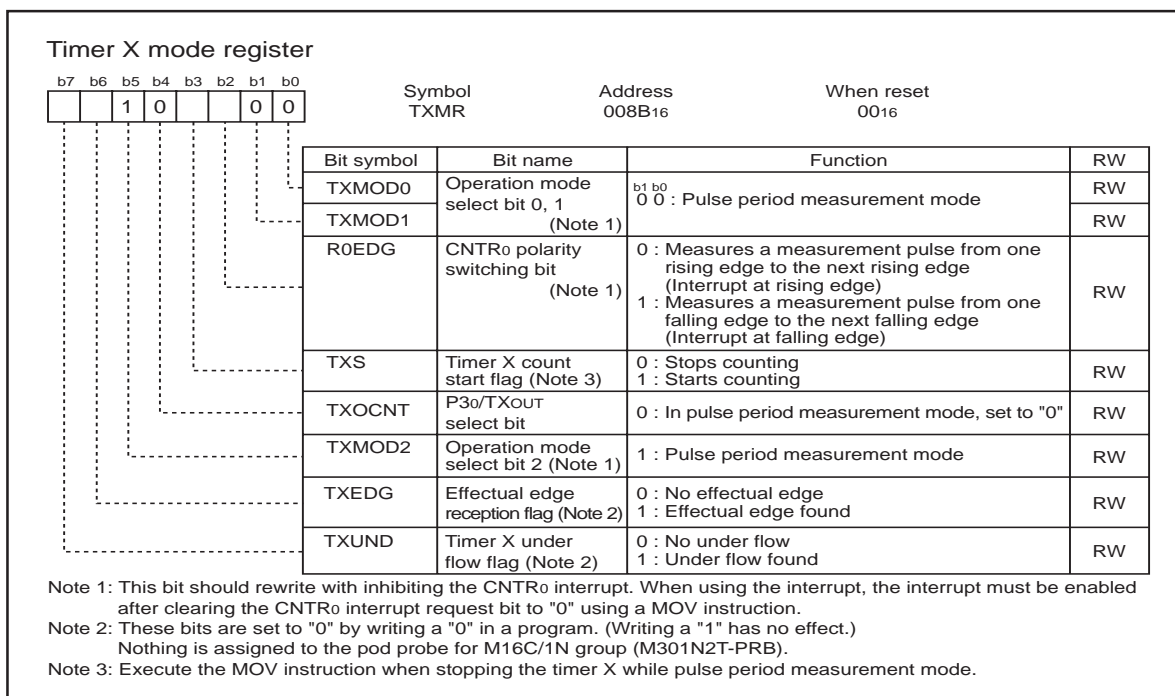 Timer X mode register
b7 b6 b5 b4 b3 b2 b1 b0
1 0 0 0
Symbol Address When reset
TXMR 008B16 0016
Bit symbol Bit name Function RW
TXMOD0 Operation mode select bit 0, 1 (Note 1) b1 b0 RW
0 0 : Pulse period measurement mode
TXMOD1 RW
R0EDG CNTR0 polarity switching bit (Note 1) 0 : Measures a measurement pulse from one
rising edge to the next rising edge
(Interrupt at rising edge)
1 : Measures a measurement pulse from one
falling edge to the next falling edge
(Interrupt at falling edge)
RW
TXS Timer X count start flag (Note 3) 0 : Stops counting
1 : Starts counting
RW
TXOCNT P30/TXOUT select bit 0 : In pulse period measurement mode, set to "0" RW
TXMOD2 Operation mode select bit 2 (Note 1) 1 : Pulse period measurement mode RW
TXEDG Effectual edge reception flag (Note 2) 0 : No effectual edge
1 : Effectual edge found
RW
TXUND Timer X under flow flag (Note 2) 0 : No under flow
1 : Under flow found
RW
Note 1: This bit should rewrite with inhibiting the CNTR0 interrupt. When using the interrupt, the interrupt must be enabled
after clearing the CNTR0 interrupt request bit to "0" using a MOV instruction.
Note 2: These bits are set to "0" by writing a "0" in a program. (Writing a "1" has no effect.)
Nothing is assigned to the pod probe for M16C/1N group (M301N2T-PRB).
Note 3: Execute the MOV instruction when stopping the timer X while pulse period measurement mode.